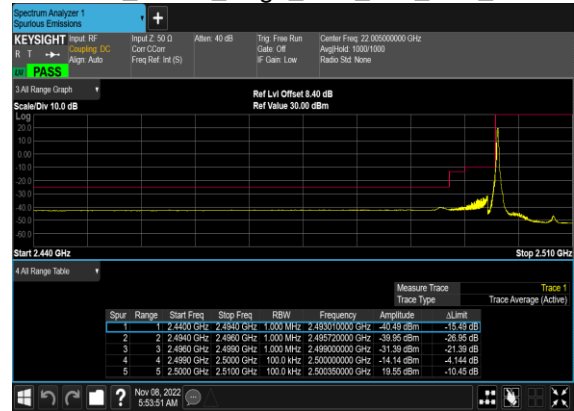 Spectrum Analyzer 1
Spurious Emissions
+
KEYSIGHT Input: RF Input Z: 50 Ω Atten: 40 dB Trig: Free Run Center Freq: 22.005000000 GHz
R T Coupling: DC Corr CCorr Gate: Off Avg|Hold: 1000/1000
Align: Auto Freq Ref: Int (S) IF Gain: Low Radio Std: None
PASS
3 All Range Graph
Ref Lvl Offset 8.40 dB
Scale/Div 10.0 dB Ref Value 30.00 dBm
Log
20.0
10.0
0.00
-10.0
-20.0
-30.0
-40.0
-50.0
-60.0
Start 2.440 GHz Stop 2.510 GHz
4 All Range Table
Measure Trace Trace 1
Trace Type Trace Average (Active)
Spur Range Start Freq Stop Freq RBW Frequency Amplitude ΔLimit
1 1 2.4400 GHz 2.4940 GHz 1.000 MHz 2.493010000 GHz -40.49 dBm -15.49 dB
2 2 2.4940 GHz 2.4960 GHz 1.000 MHz 2.495720000 GHz -39.95 dBm -26.95 dB
3 3 2.4960 GHz 2.4990 GHz 1.000 MHz 2.499000000 GHz -31.39 dBm -21.39 dB
4 4 2.4990 GHz 2.5000 GHz 100.0 kHz 2.500000000 GHz -14.14 dBm -4.144 dB
5 5 2.5000 GHz 2.5100 GHz 100.0 kHz 2.500350000 GHz 19.55 dBm -10.45 dB
? Nov 08, 2022
5:53:51 AM